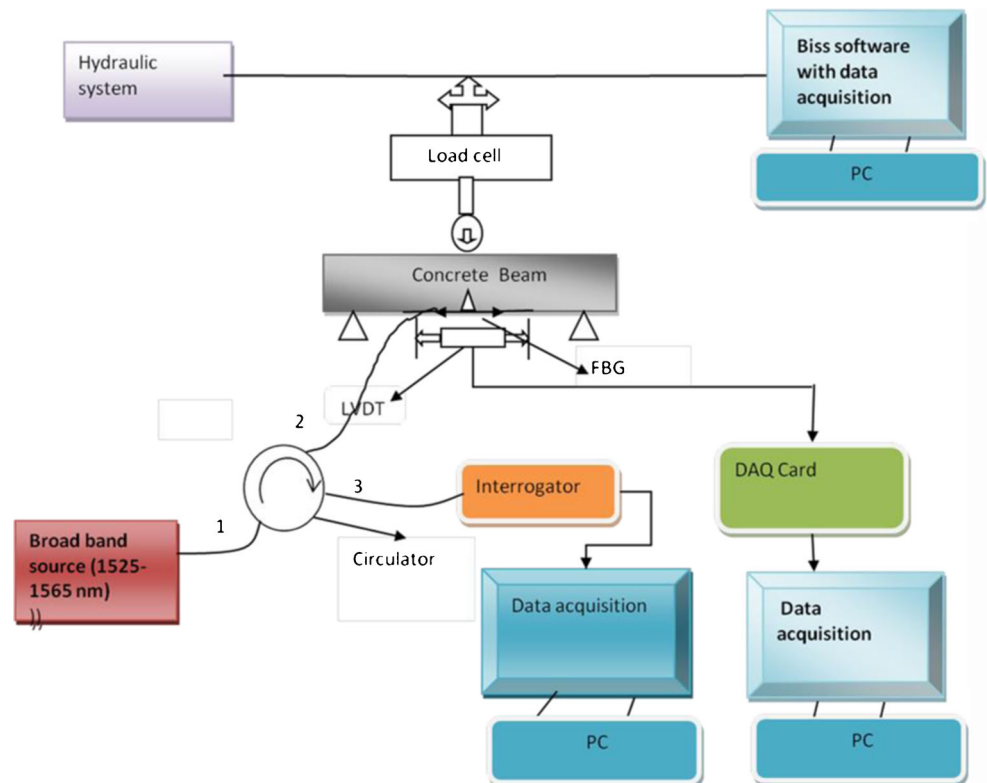 Hydraulic
system
Biss software
with data
acquisition
PC
Load cell
Concrete Beam
FBG
LVDT
2
3
1
Interrogator
DAQ Card
Broad band
source (1525-
1565 nm)
))
Circulator
Data acquisition
PC
Data
acquisition
PC